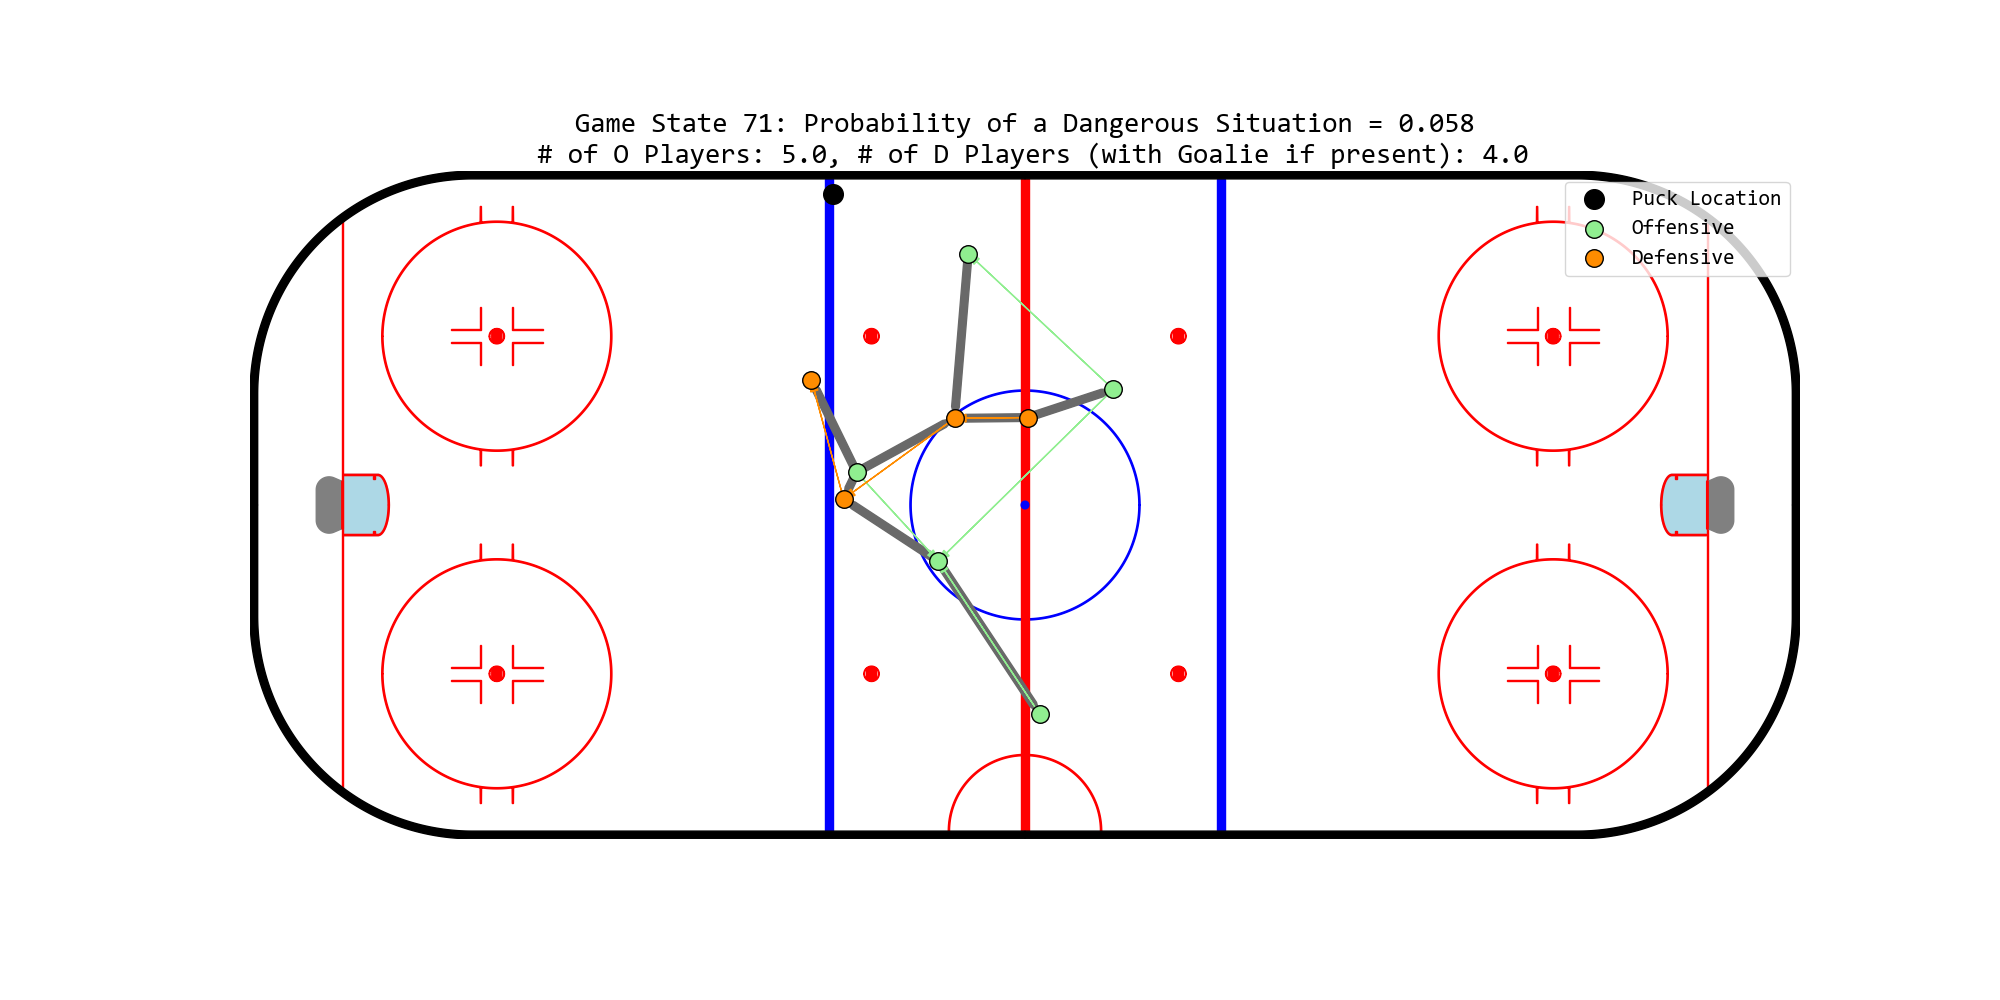 Game State 71: Probability of a Dangerous Situation = 0.058
# of O Players: 5.0, # of D Players (with Goalie if present): 4.0
Puck Location
Offensive
Defensive